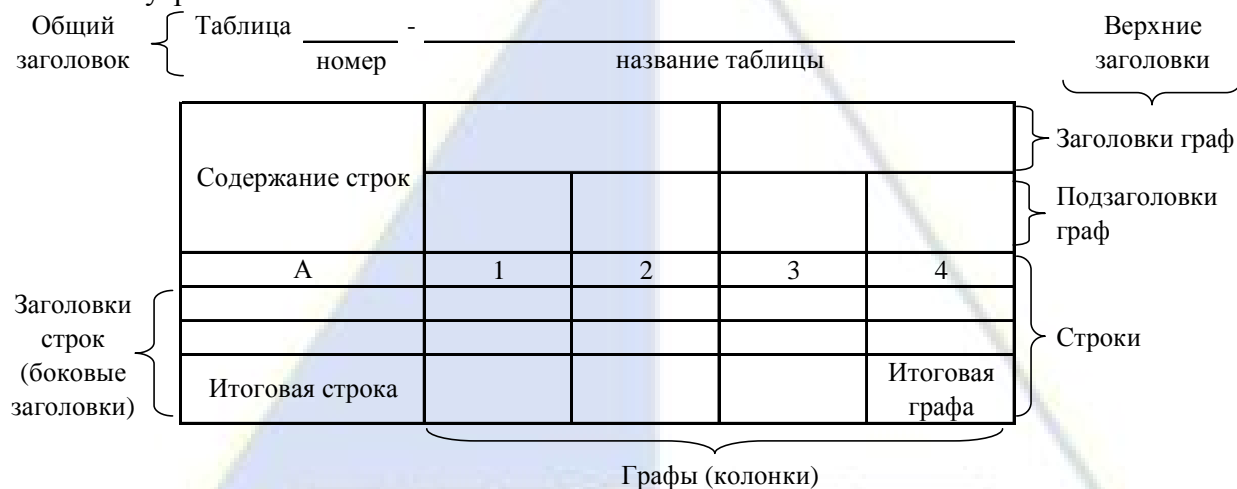 Общий заголовок
Таблица -
номер
название таблицы
Верхние заголовки
Содержание строк
Заголовки граф
Подзаголовки граф
А 1 2 3 4
Заголовки
строк
(боковые
заголовки)
Строки
Итоговая строка
Итоговая
графа
Графы (колонки)